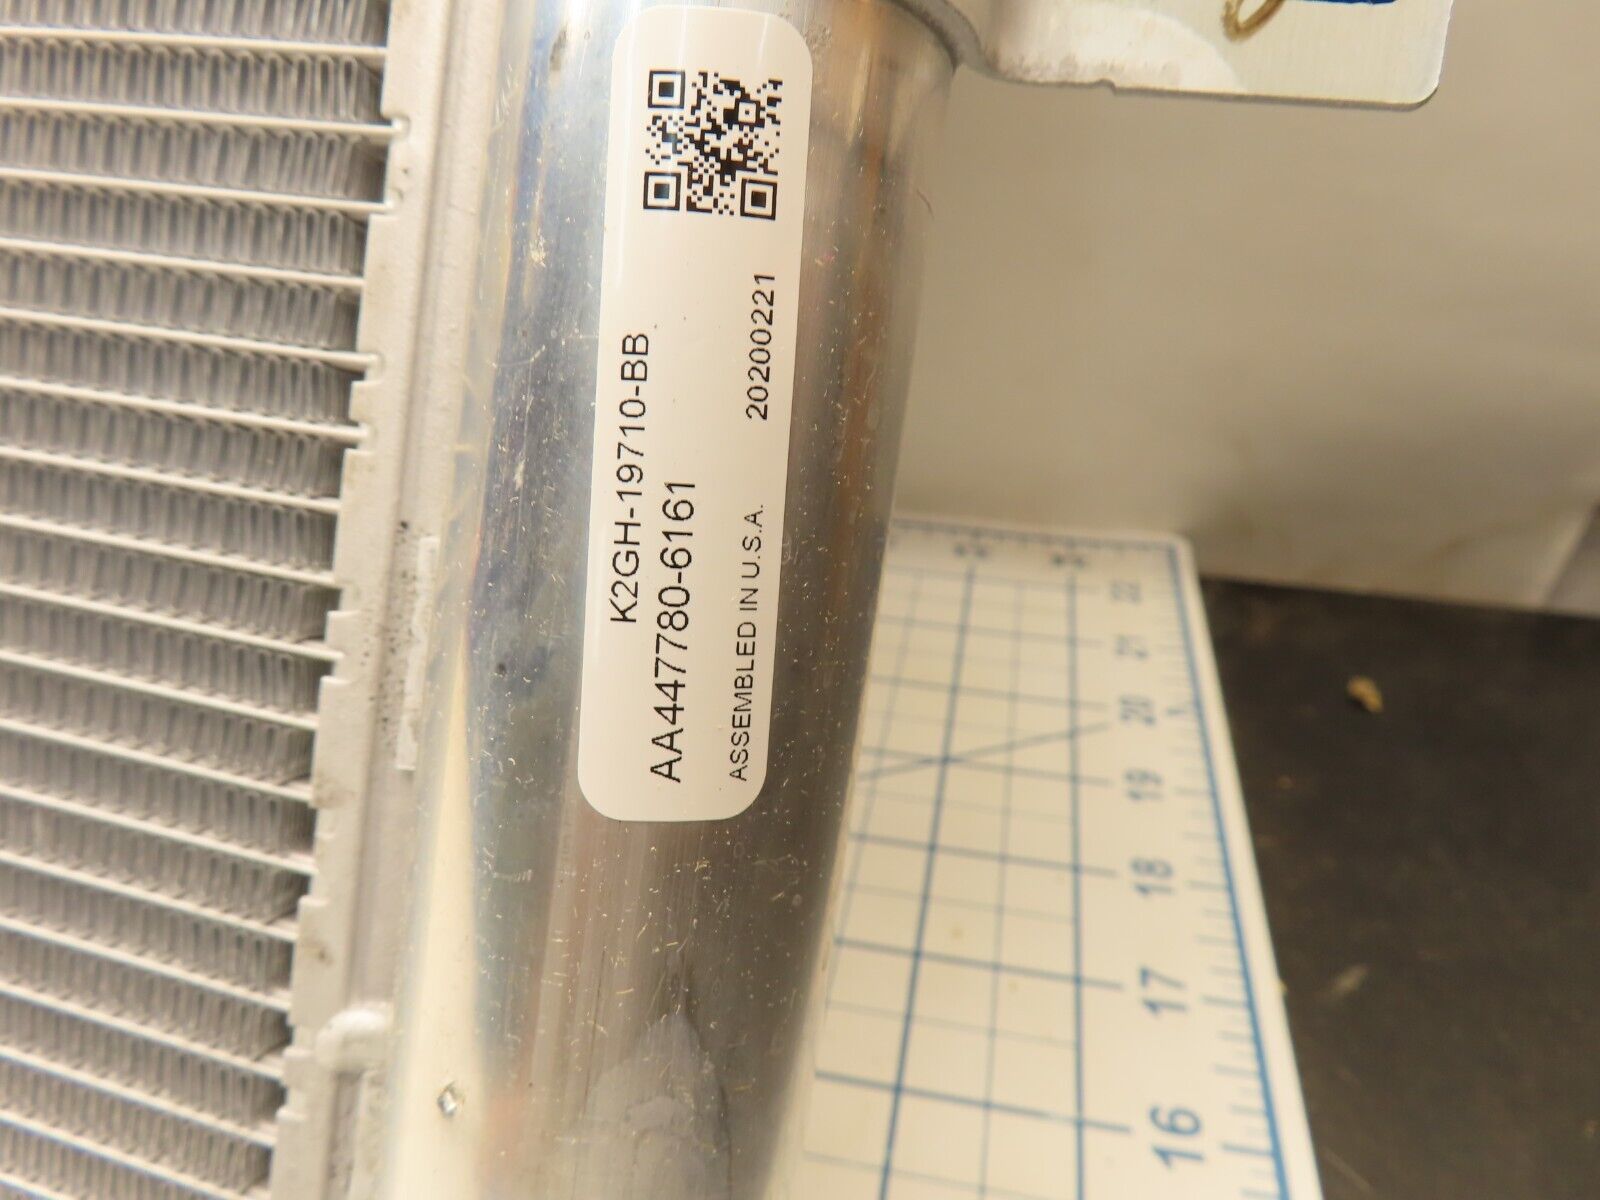 K2GH-19710-BB
AA447780-6161
ASSEMBLED IN U.S.A. 20200221
22
21
20
19
18
17
16